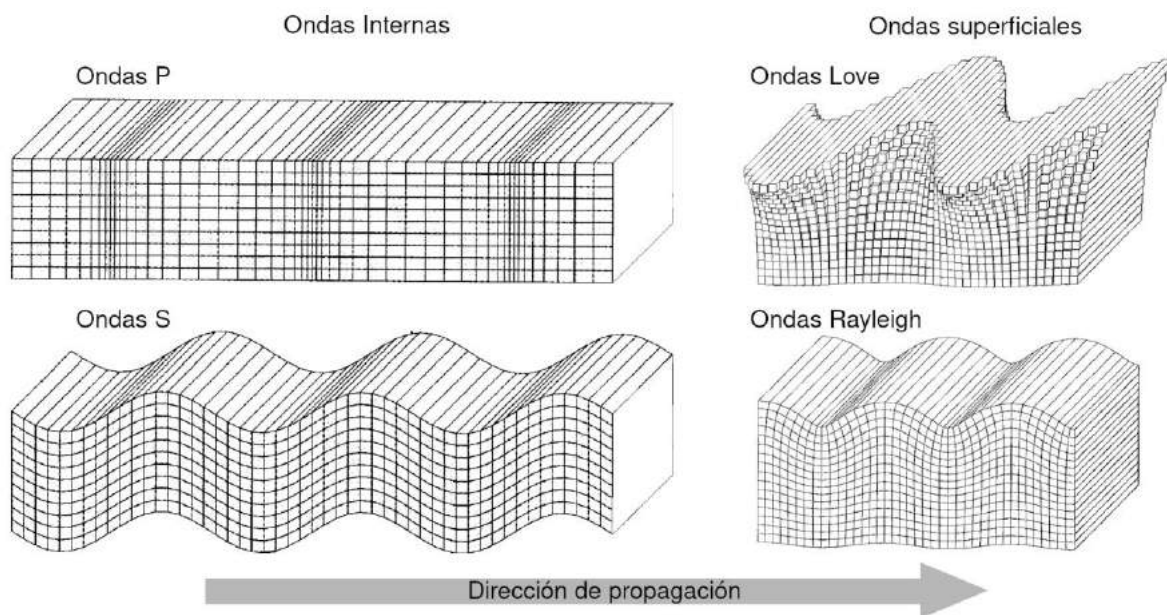 Ondas Internas
Ondas superficiales
Ondas P
Ondas Love
Ondas S
Ondas Rayleigh
Dirección de propagación